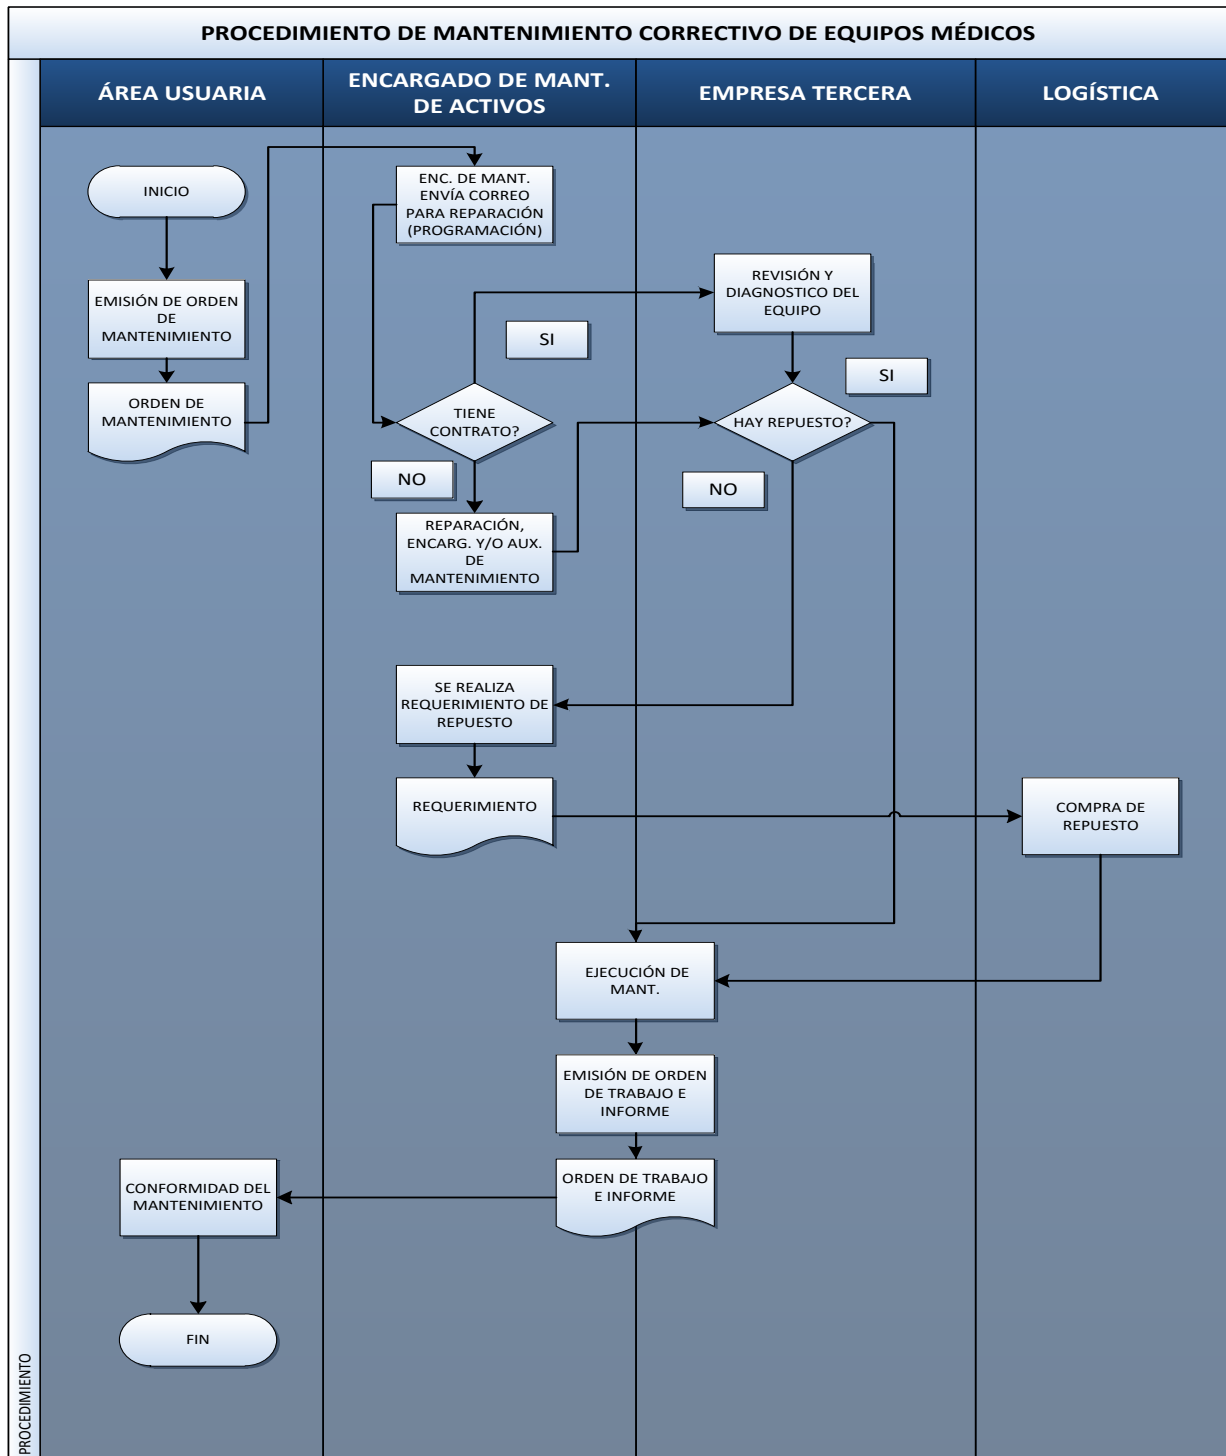 PROCEDIMIENTO DE MANTENIMIENTO CORRECTIVO DE EQUIPOS MÉDICOS
ÁREA USUARIA
ENCARGADO DE MANT.
DE ACTIVOS
EMPRESA TERCERA
LOGÍSTICA
INICIO
ENC. DE MANT.
ENVÍA CORREO
PARA REPARACIÓN
(PROGRAMACIÓN)
EMISIÓN DE ORDEN
DE
MANTENIMIENTO
REVISIÓN Y
DIAGNOSTICO DEL
EQUIPO
SI
SI
ORDEN DE
MANTENIMIENTO
TIENE
CONTRATO?
HAY REPUESTO?
NO
NO
REPARACIÓN,
ENCARG. Y/O AUX.
DE
MANTENIMIENTO
SE REALIZA
REQUERIMIENTO DE
REPUESTO
REQUERIMIENTO
COMPRA DE
REPUESTO
EJECUCIÓN DE
MANT.
EMISIÓN DE ORDEN
DE TRABAJO E
INFORME
ORDEN DE TRABAJO
E INFORME
CONFORMIDAD DEL
MANTENIMIENTO
FIN
PROCEDIMIENTO